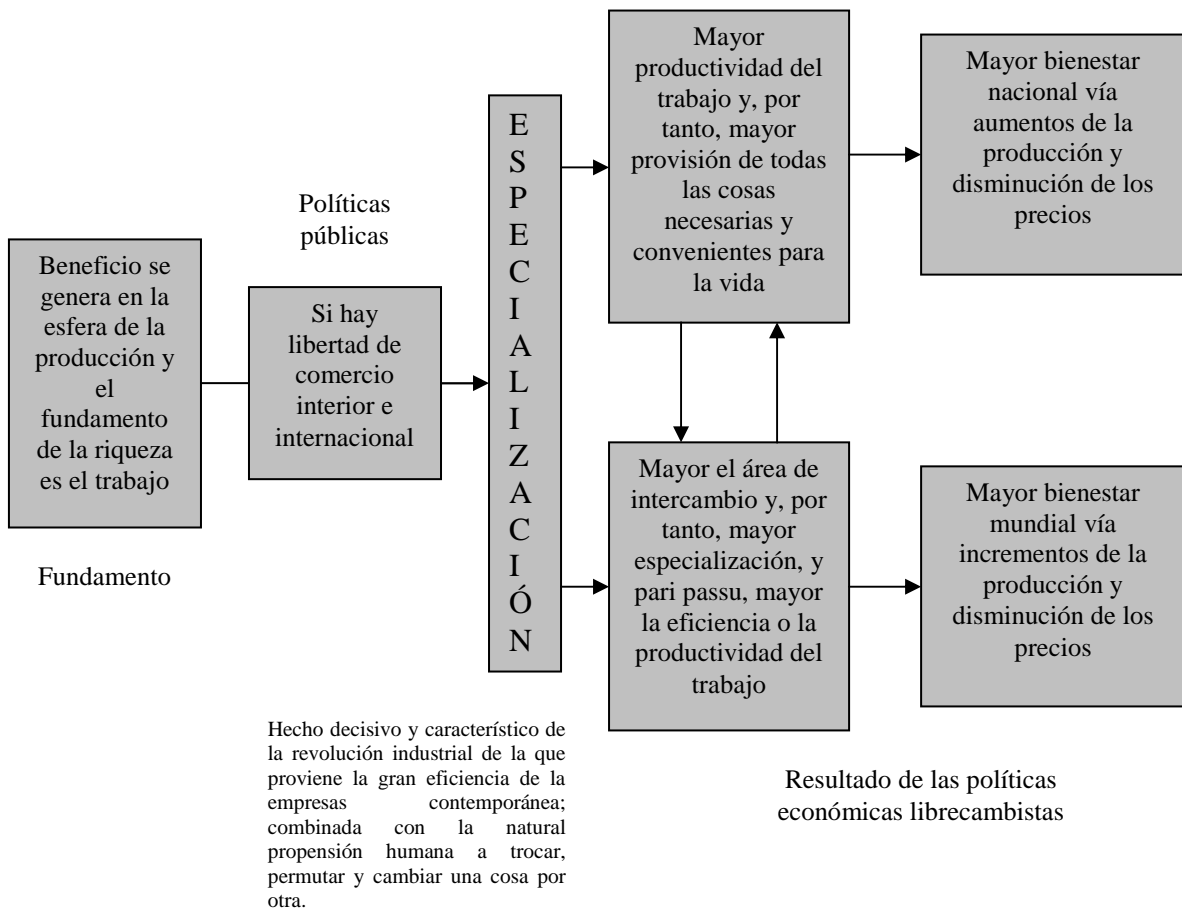 Beneficio se
genera en la
esfera de la
producción y
el
fundamento
de la riqueza
es el trabajo
Fundamento
Políticas
públicas
Si hay
libertad de
comercio
interior e
internacional
E
S
P
E
C
I
A
L
I
Z
A
C
I
Ó
N
Hecho decisivo y característico de
la revolución industrial de la que
proviene la gran eficiencia de la
empresas contemporánea;
combinada con la natural
propensión humana a trocar,
permutar y cambiar una cosa por
otra.
Mayor
productividad del
trabajo y, por
tanto, mayor
provisión de todas
las cosas
necesarias y
convenientes para
la vida
Mayor bienestar
nacional vía
aumentos de la
producción y
disminución de los
precios
Mayor el área de
intercambio y, por
tanto, mayor
especialización, y
pari passu, mayor
la eficiencia o la
productividad del
trabajo
Mayor bienestar
mundial vía
incrementos de la
producción y
disminución de los
precios
Resultado de las políticas
económicas librecambistas